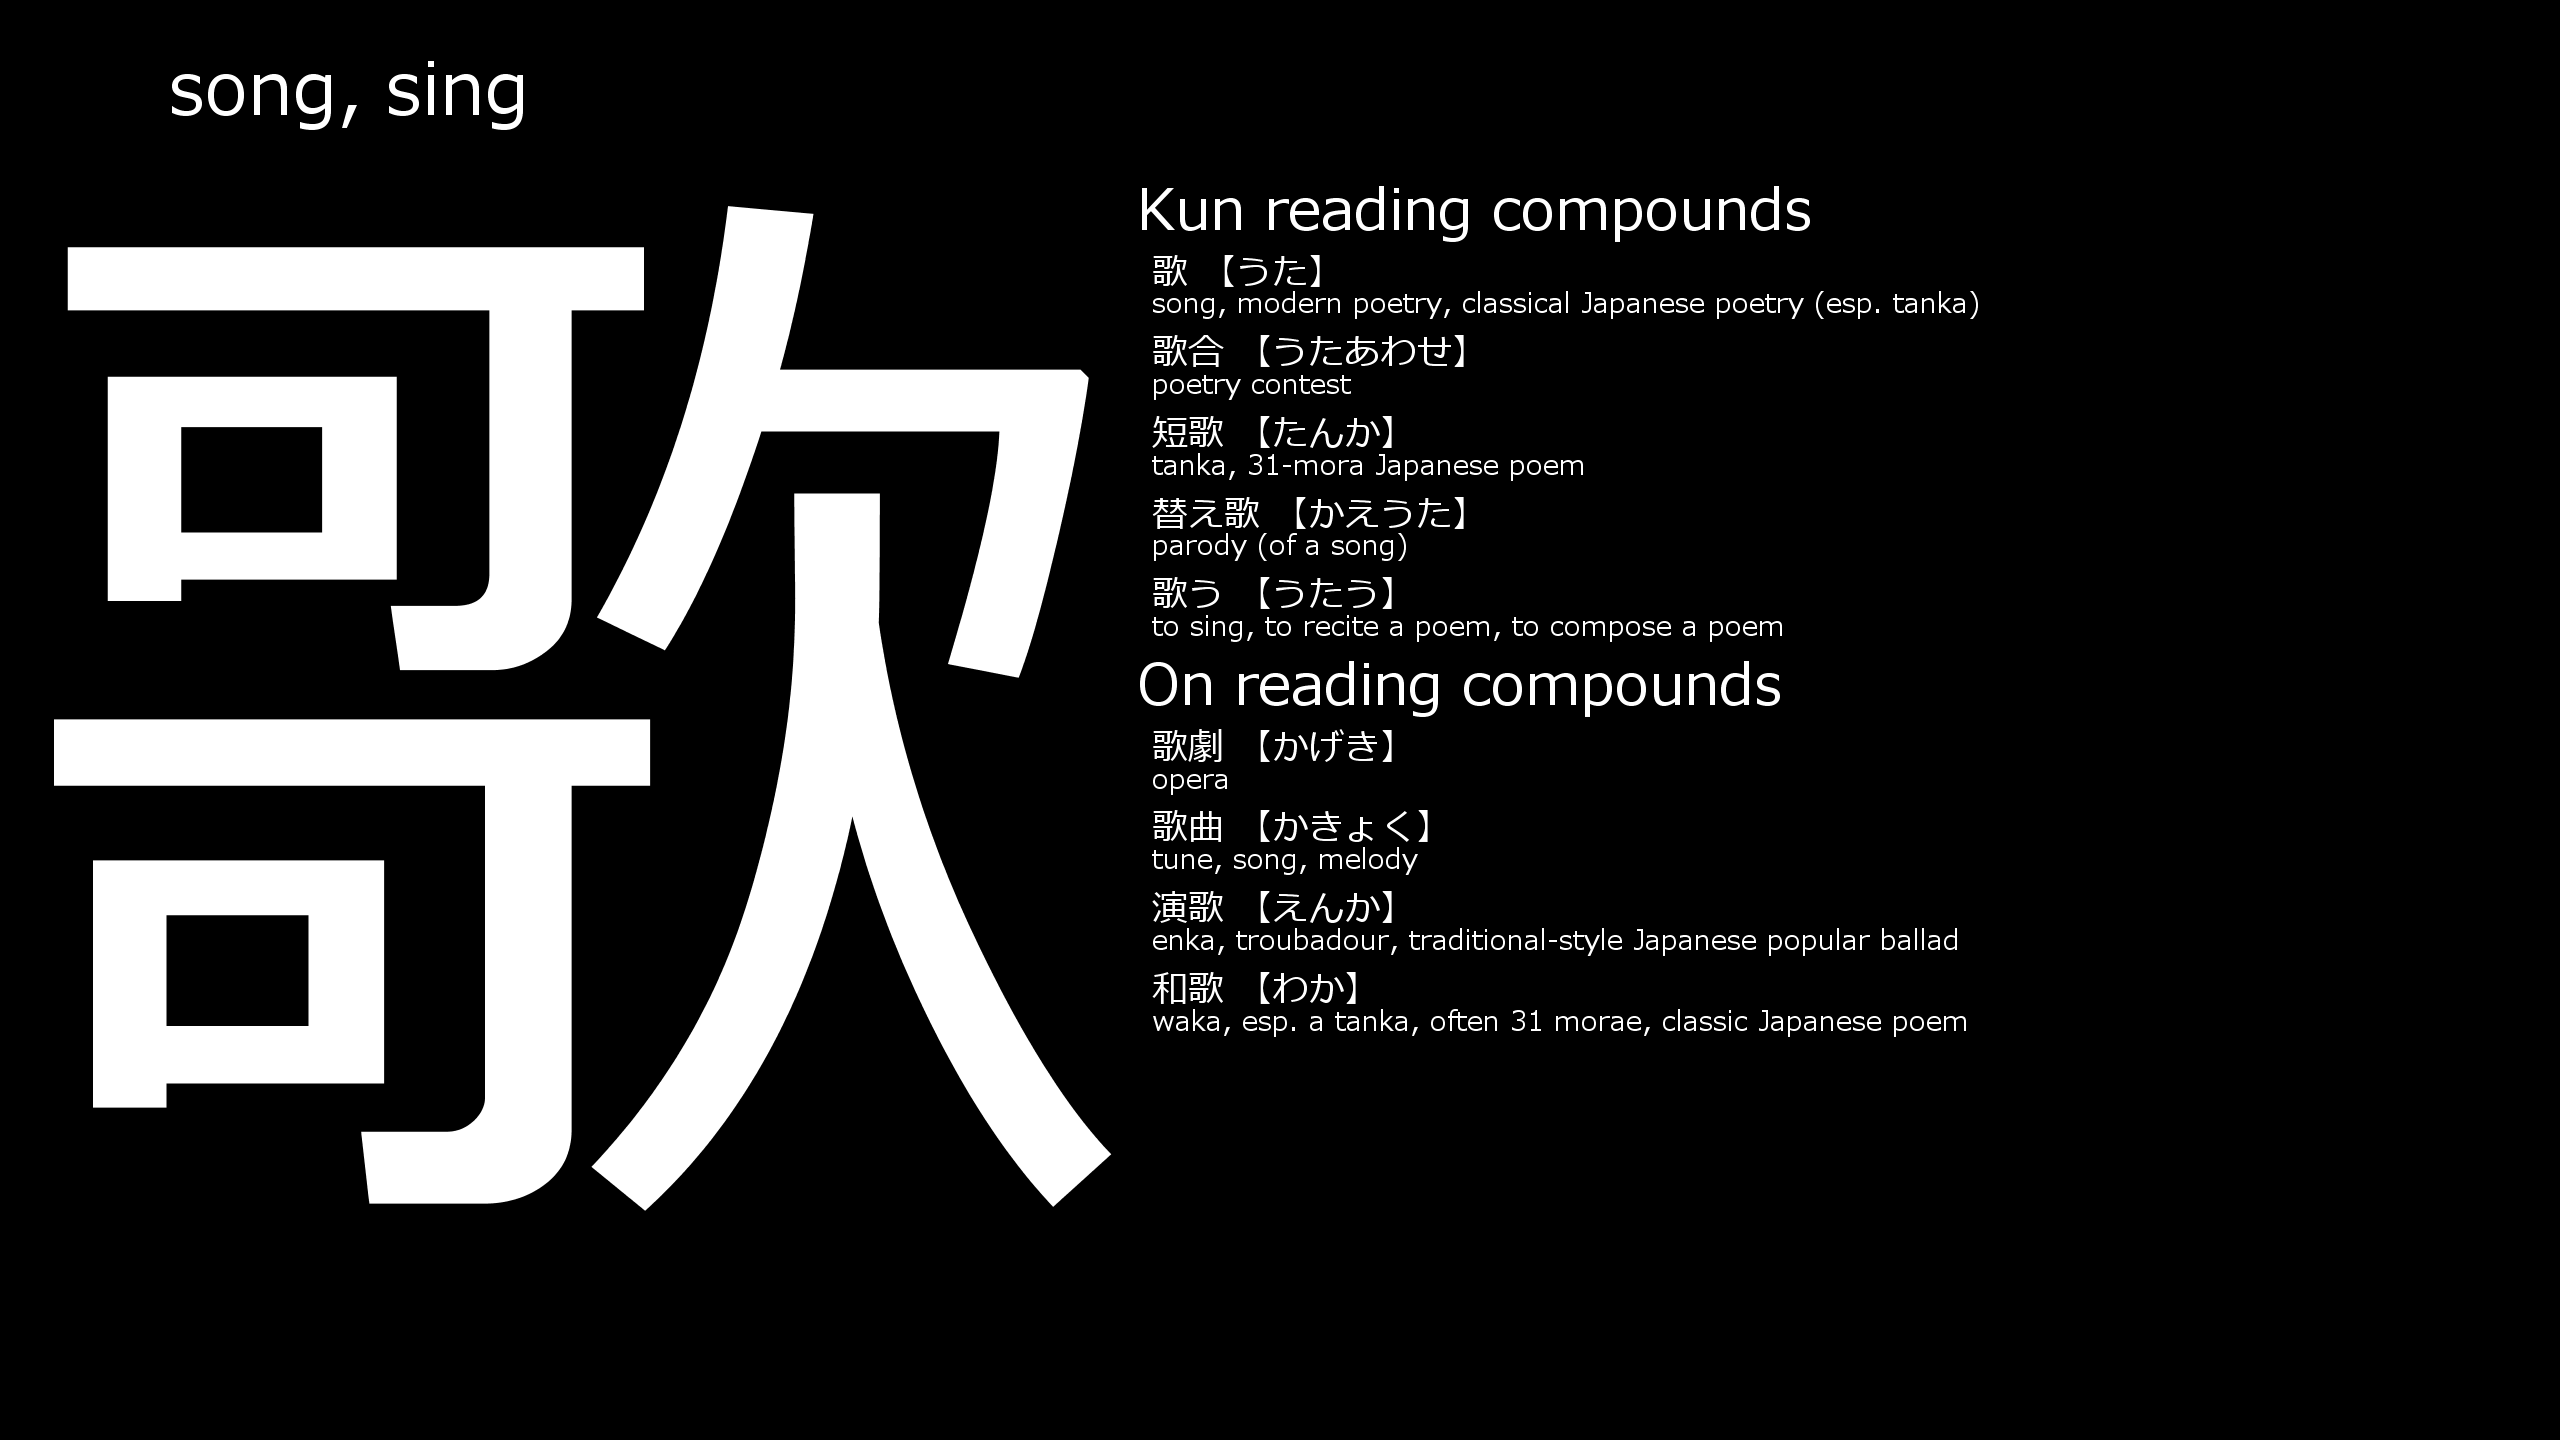 song, sing
歌
Kun reading compounds
歌 【うた】
song, modern poetry, classical Japanese poetry (esp. tanka)
歌合 【うたあわせ】
poetry contest
短歌 【たんか】
tanka, 31-mora Japanese poem
替え歌 【かえうた】
parody (of a song)
歌う 【うたう】
to sing, to recite a poem, to compose a poem
On reading compounds
歌劇 【かげき】
opera
歌曲 【かきょく】
tune, song, melody
演歌 【えんか】
enka, troubadour, traditional-style Japanese popular ballad
和歌 【わか】
waka, esp. a tanka, often 31 morae, classic Japanese poem